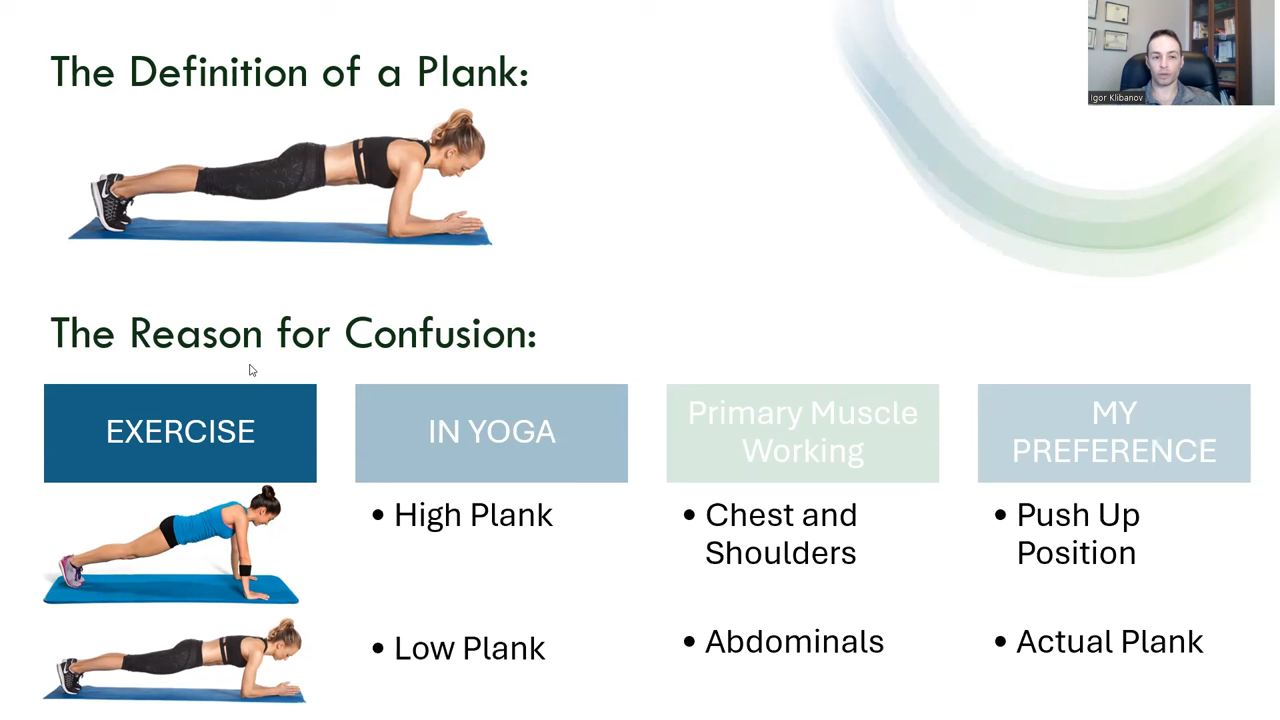 The Definition of a Plank:
Igor Klibanov
The Reason for Confusion:
EXERCISE
IN YOGA
Primary Muscle
Working
MY
PREFERENCE
• High Plank
• Chest and
Shoulders
• Push Up
Position
• Low Plank
• Abdominals
• Actual Plank